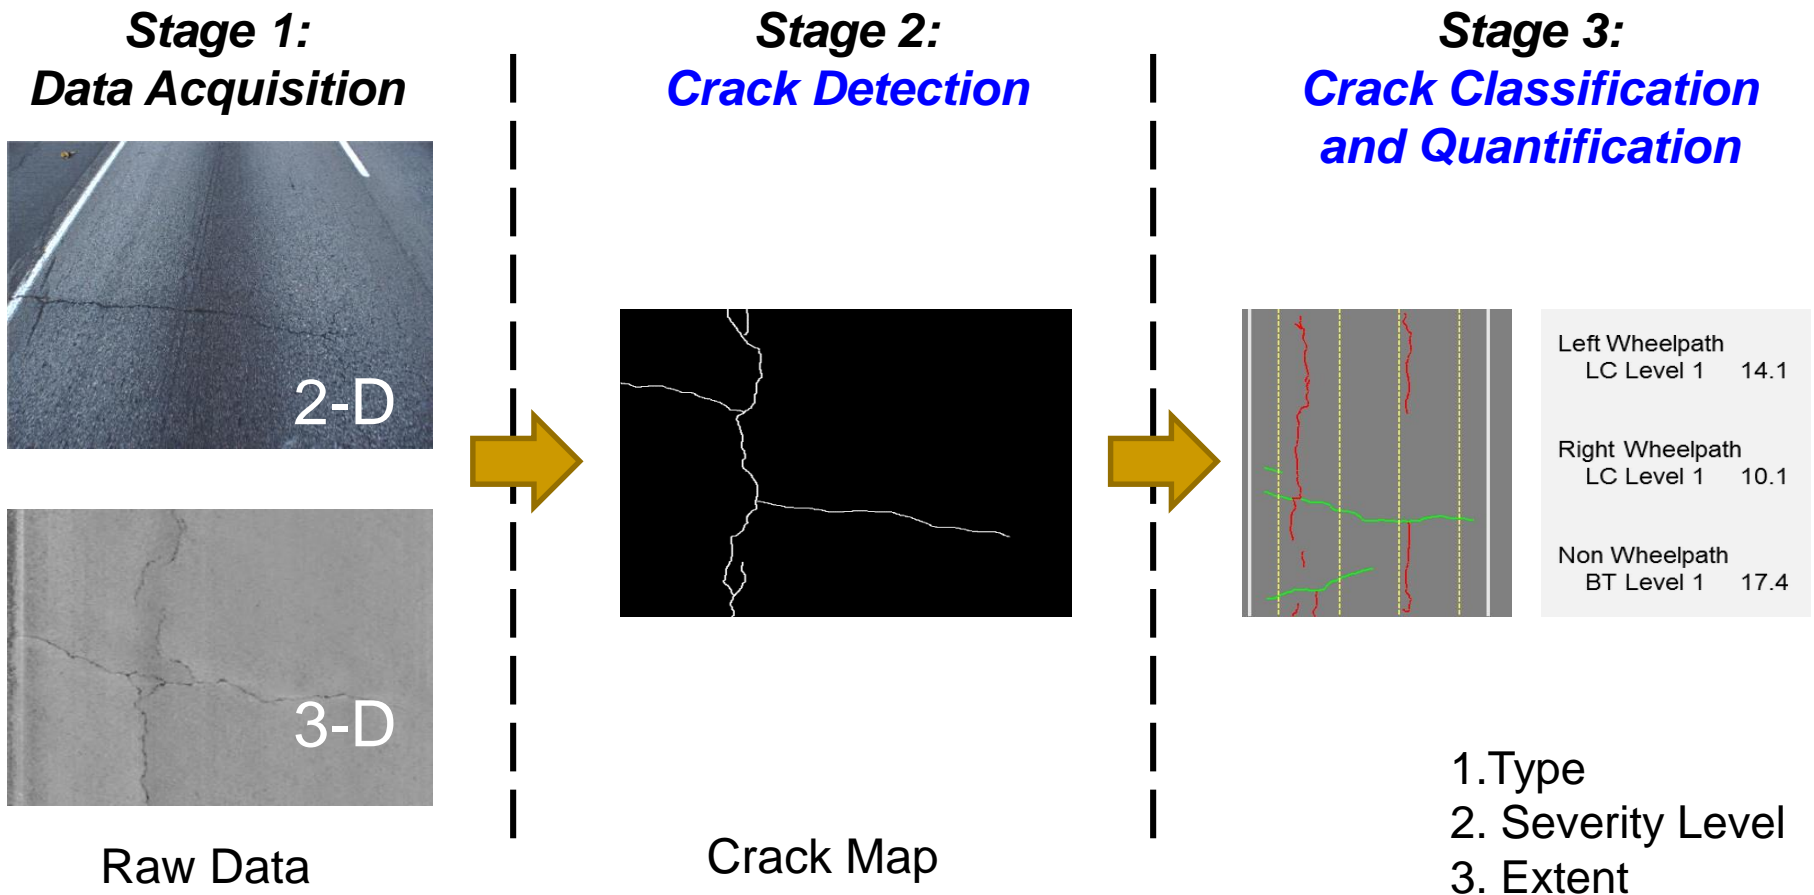 Stage 1:
Data Acquisition
2-D
3-D
Raw Data
Stage 2:
Crack Detection
Crack Map
Stage 3:
Crack Classification
and Quantification
Left Wheelpath
LC Level 1 14.1
Right Wheelpath
LC Level 1 10.1
Non Wheelpath
BT Level 1 17.4
1.Type
2. Severity Level
3. Extent